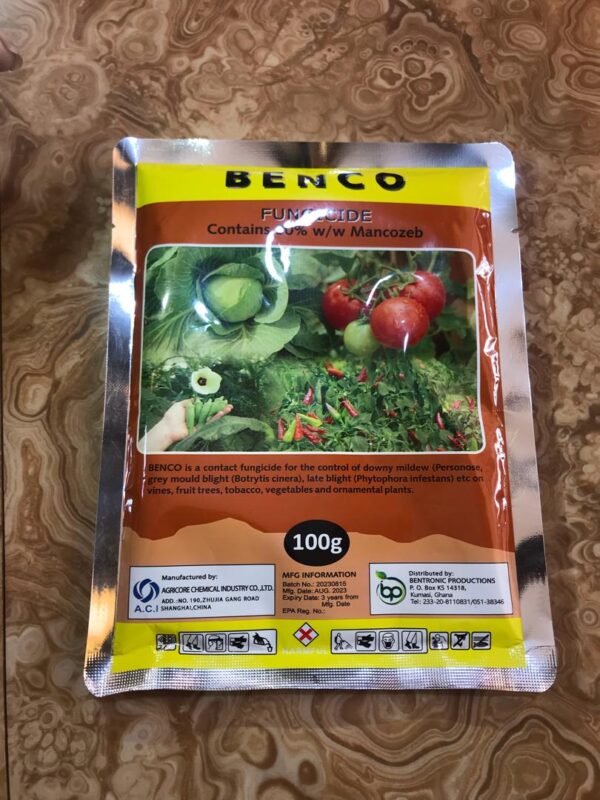 BENCO
FUNGICIDE
Contains w/w Mancozeb
BENCO is a contact fungicide for the control of downy mildew (Personose,
grey mould blight (Botrytis cinera), late blight (Phytophora infestans) etc on
vines, fruit trees, tobacco, vegetables and ornamental plants.
100g
Manufactured by:
AGRICORE CHEMICAL INDUSTRY CO.,LTD.
ADD.:NO. 190,ZHUJIA GANG ROAD
SHANGHAI,CHINA
A.C.I
MFG INFORMATION
Batch No.: 20230815
Mfg. Date: AUG. 2023
Expiry Date: 3 years from
Mfg. Date
EPA Reg. No.:
Distributed by:
BENTRONIC PRODUCTIONS
P. O. Box KS 14318,
Kumasi, Ghana
Tel: 233-20-8110831/051-38346
bp
HARMFUL